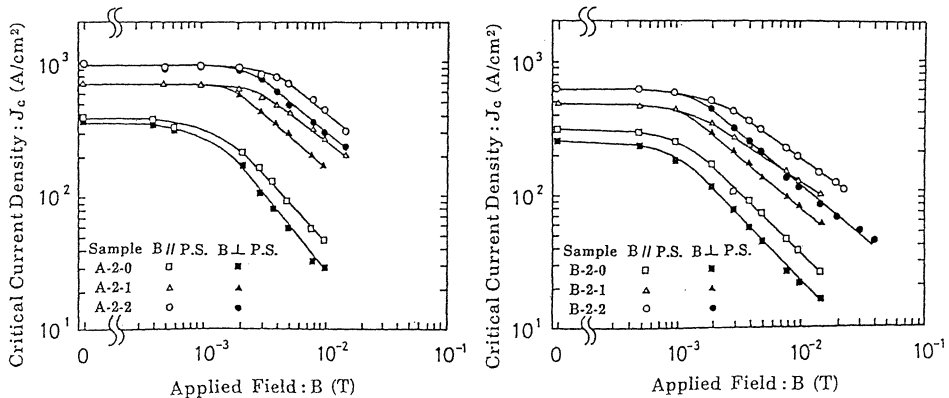 Critical Current Density : J_c (A/cm²)
10³
10²
10¹
Sample B // P.S. B⊥ P.S.
A-2-0 □ ✖
A-2-1 △ ▲
A-2-2 ○ ●
0 10⁻³ 10⁻² 10⁻¹
Applied Field : B (T)
Critical Current Density : J_c (A/cm²)
10³
10²
10¹
Sample B // P.S. B⊥ P.S.
B-2-0 □ ✖
B-2-1 △ ▲
B-2-2 ○ ●
0 10⁻³ 10⁻² 10⁻¹
Applied Field : B (T)